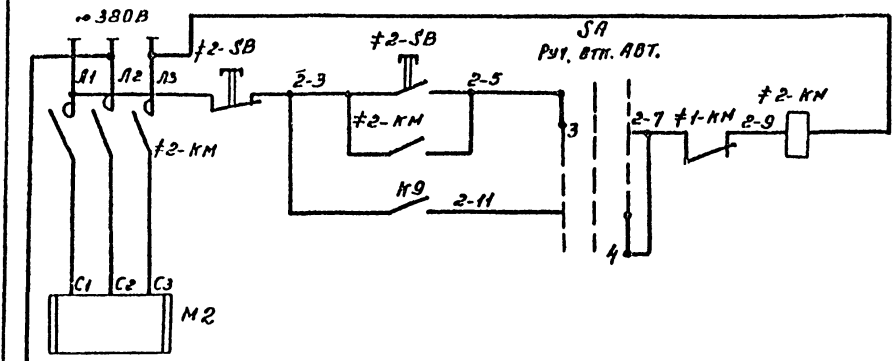 ~380В
Л1 Л2 Л3
≠2-SB
2-3
≠2-SB
2-5
SA
РУЧ. ОТК. АВТ.
3
2-7
≠1-КМ
2-9
≠2-КМ
≠2-КМ
≠2-КМ
К9
2-11
4
С1 С2 С3
М2